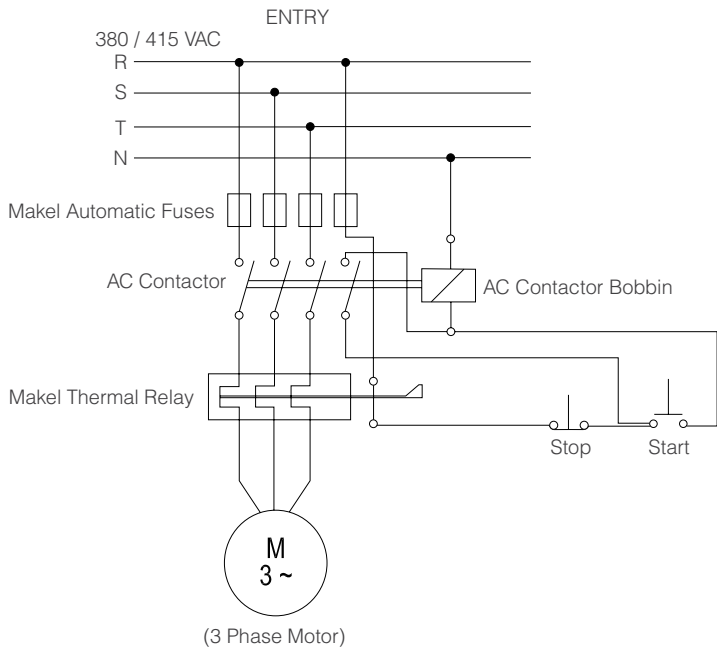 ENTRY
380 / 415 VAC
R
S
T
N
Makel Automatic Fuses
AC Contactor
AC Contactor Bobbin
Makel Thermal Relay
Stop
Start
M
3 ~
(3 Phase Motor)